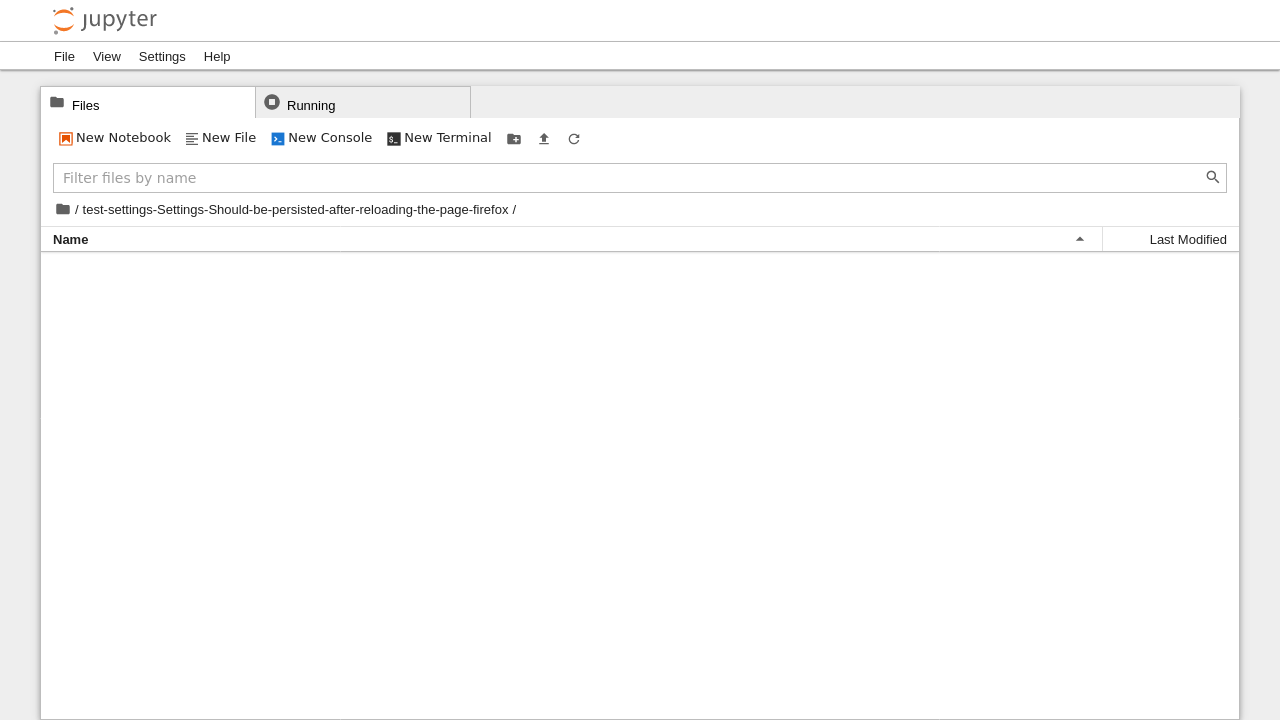 jupyter
File View Settings Help
Files Running
New Notebook New File New Console New Terminal
Filter files by name
/ test-settings-Settings-Should-be-persisted-after-reloading-the-page-firefox /
Name Last Modified